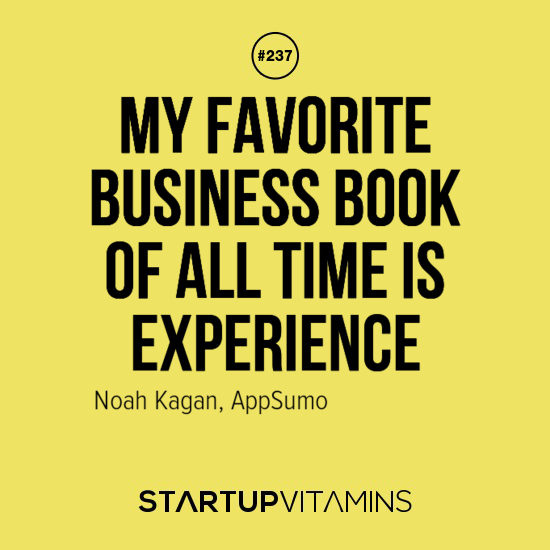 #237
MY FAVORITE
BUSINESS BOOK
OF ALL TIME IS
EXPERIENCE
Noah Kagan, AppSumo
STARTUPVITAMINS